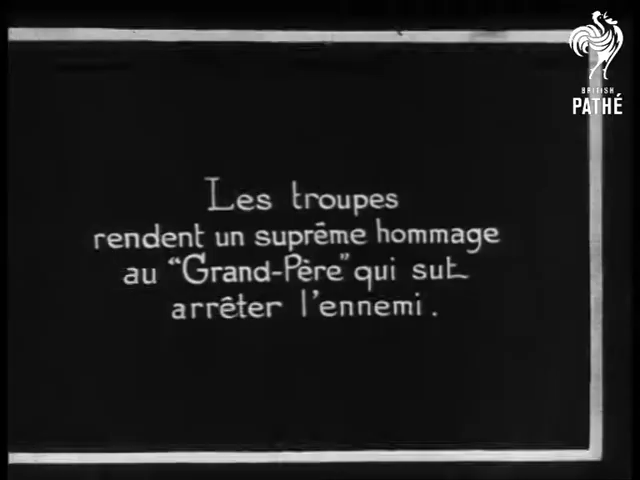 BRITISH
PATHÉ
Les troupes
rendent un suprême hommage
au “Grand-Père” qui sut
arrêter l'ennemi.